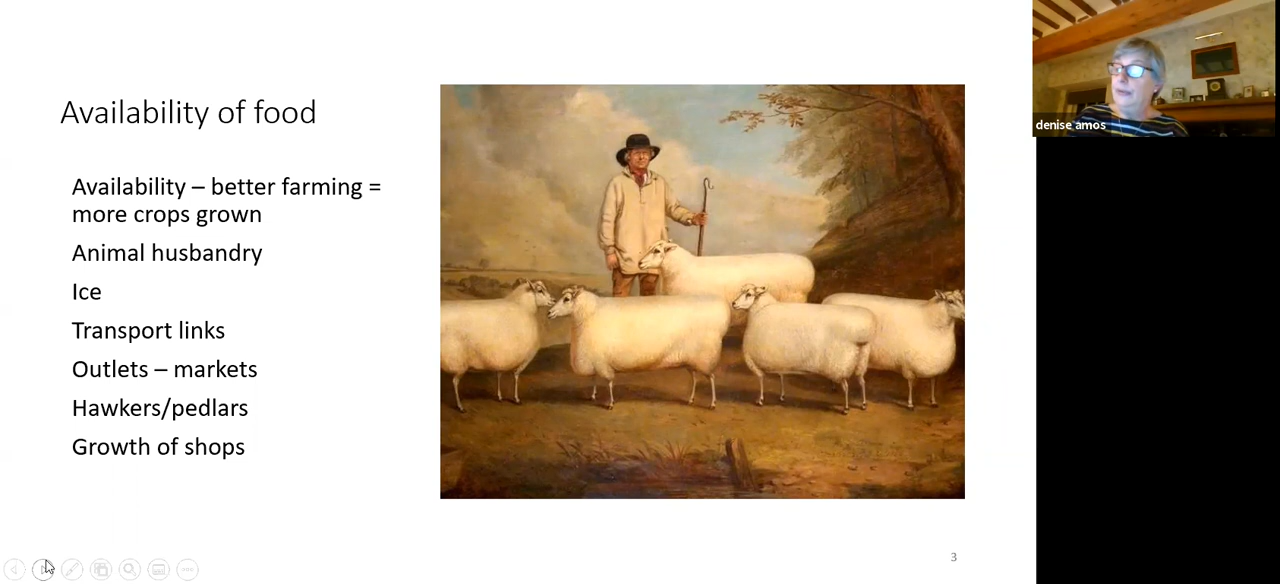 Availability of food
Availability – better farming =
more crops grown
Animal husbandry
Ice
Transport links
Outlets – markets
Hawkers/pedlars
Growth of shops
3
denise amos